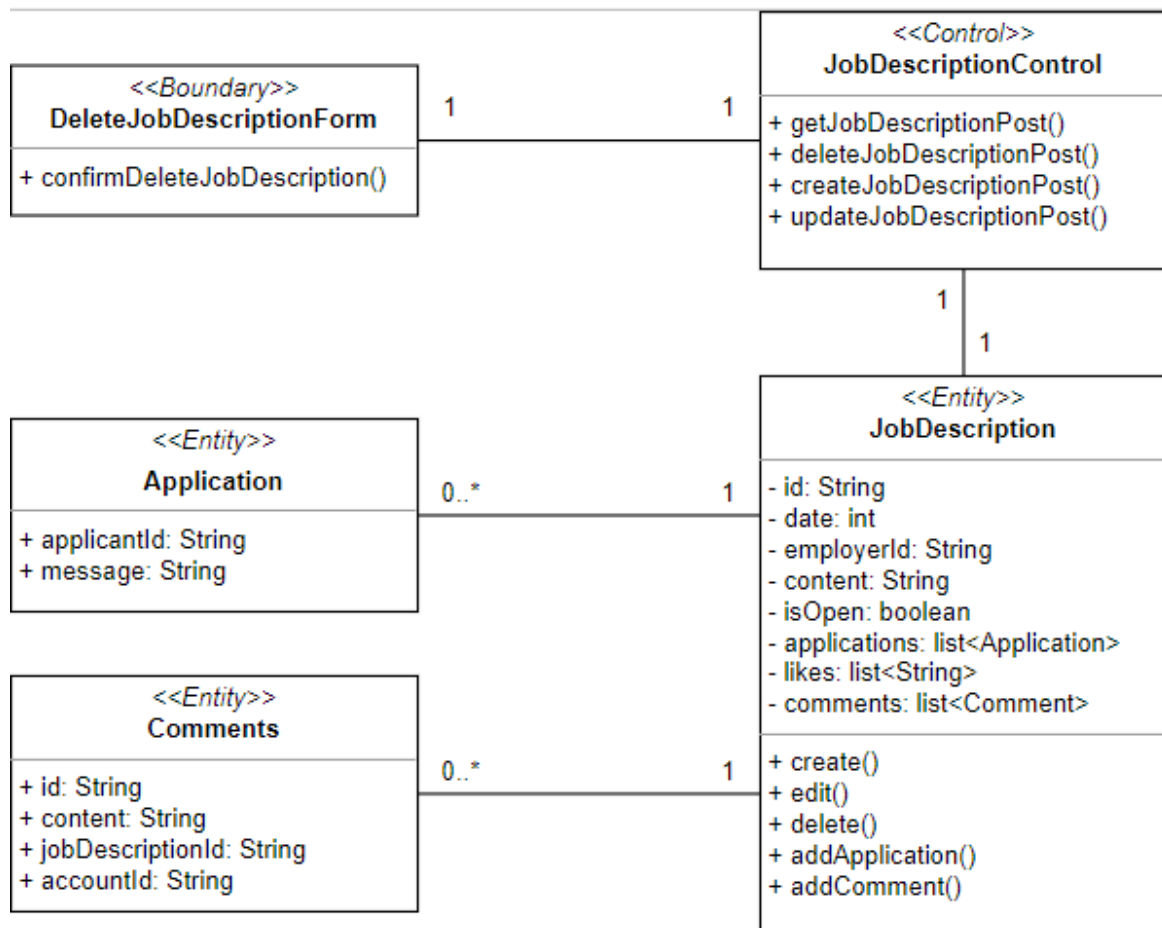 <<Control>>
JobDescriptionControl
+ getJobDescriptionPost()
+ deleteJobDescriptionPost()
+ createJobDescriptionPost()
+ updateJobDescriptionPost()
<<Boundary>>
DeleteJobDescriptionForm
+ confirmDeleteJobDescription()
1
1
1
1
<<Entity>>
JobDescription
- id: String
- date: int
- employerId: String
- content: String
- isOpen: boolean
- applications: list<Application>
- likes: list<String>
- comments: list<Comment>
+ create()
+ edit()
+ delete()
+ addApplication()
+ addComment()
<<Entity>>
Application
+ applicantId: String
+ message: String
0..*
1
<<Entity>>
Comments
+ id: String
+ content: String
+ jobDescriptionId: String
+ accountId: String
0..*
1